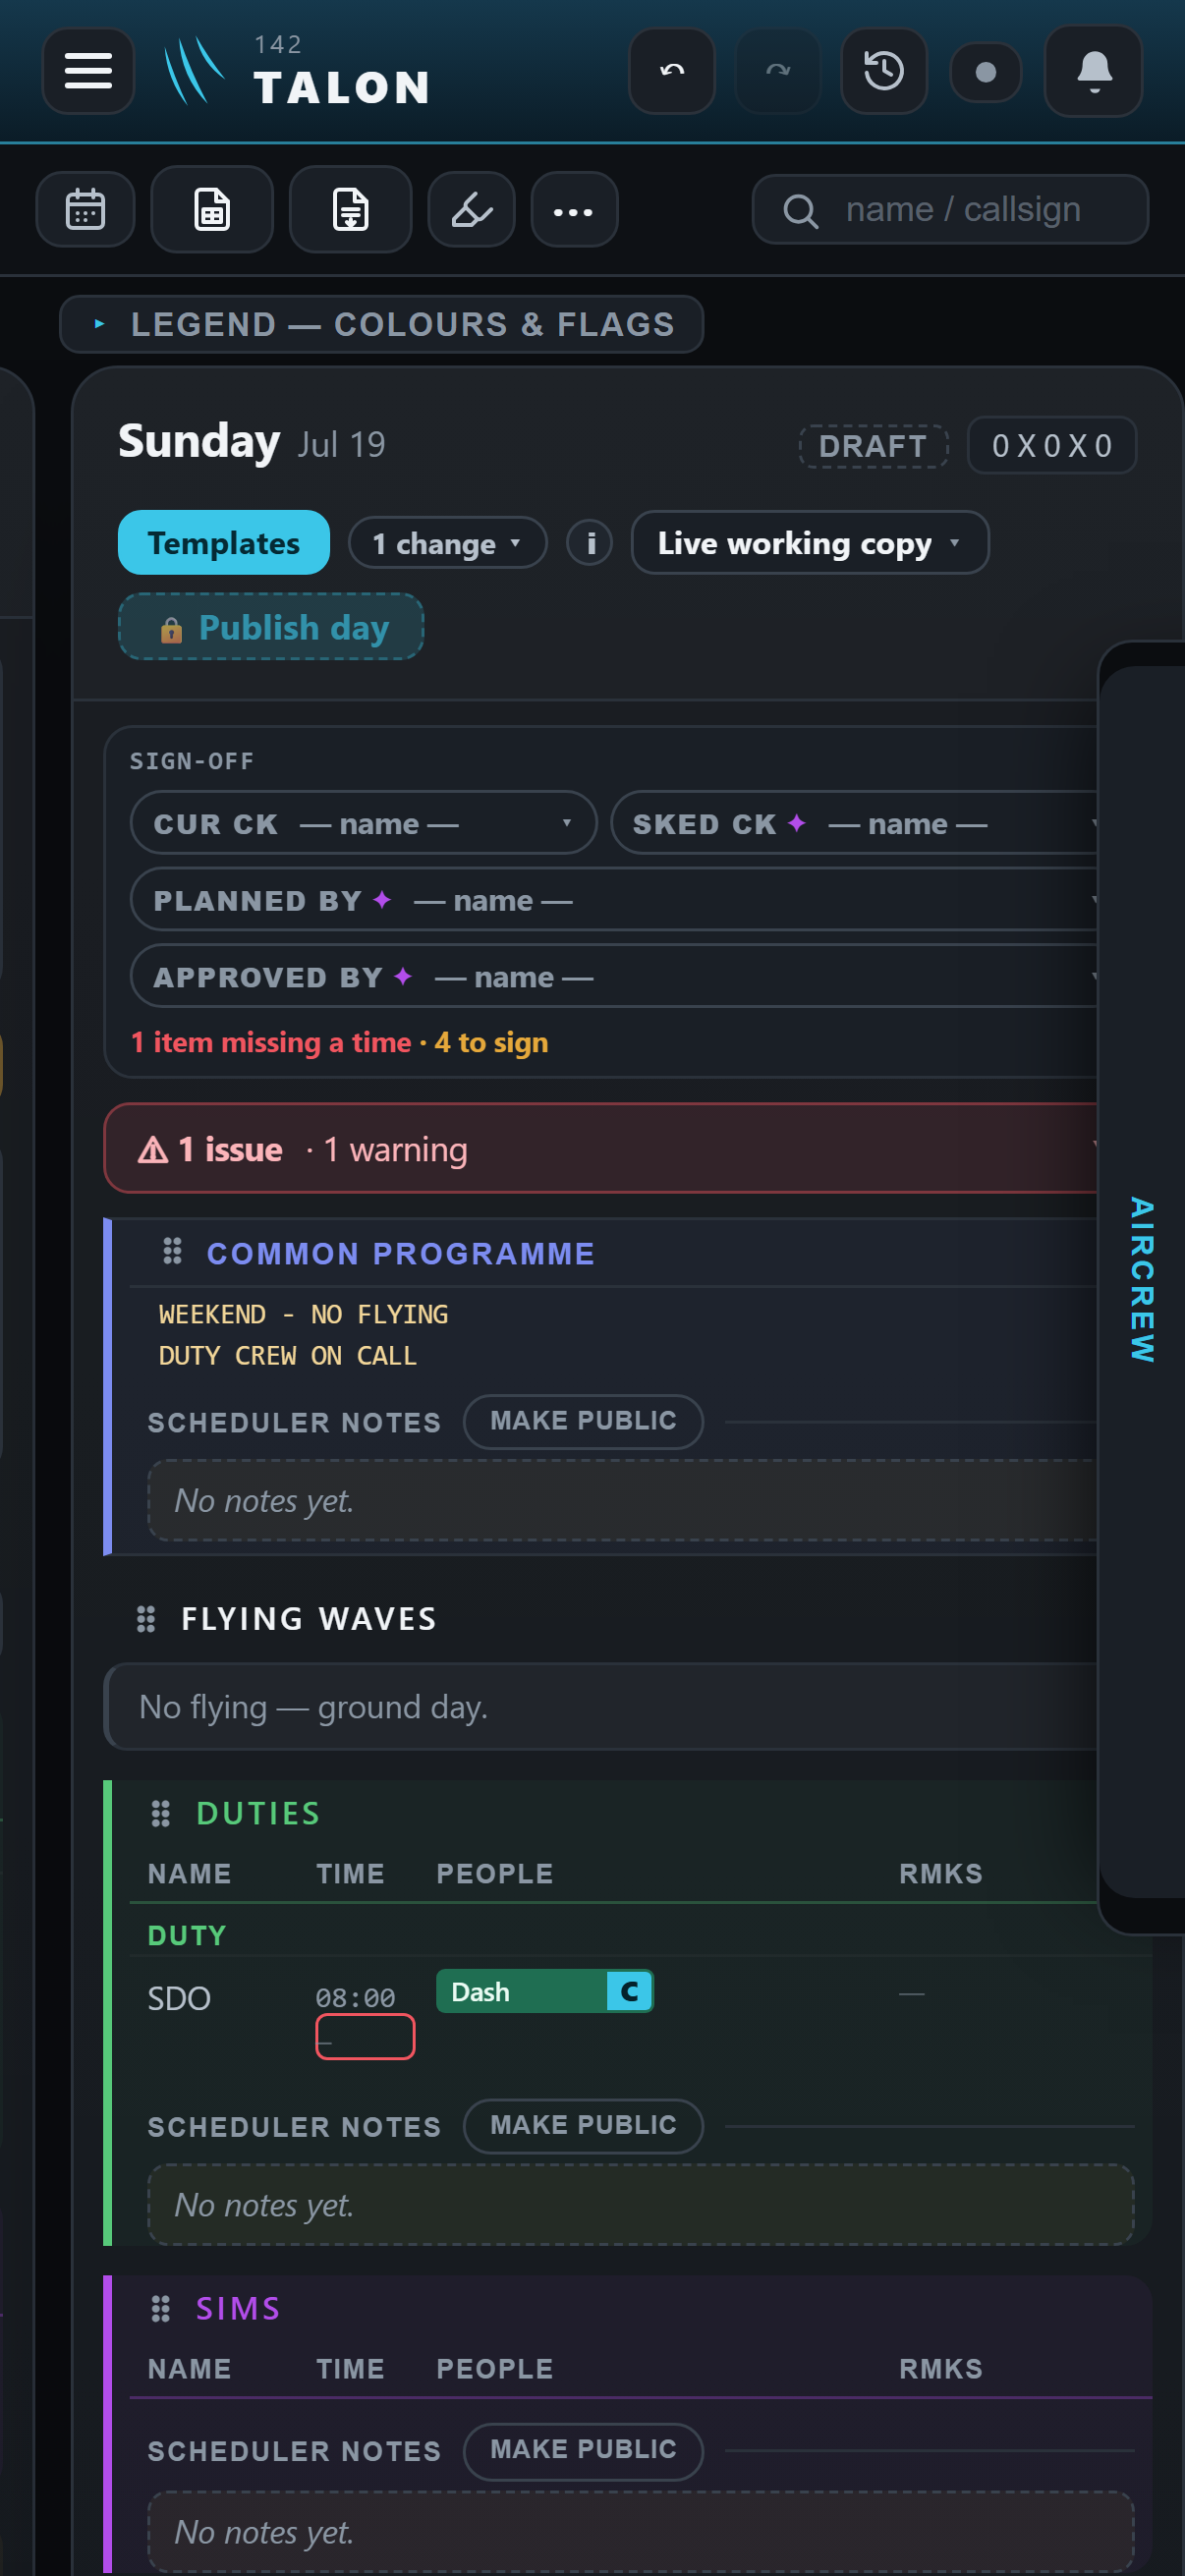 142
TALON
name / callsign
LEGEND — COLOURS & FLAGS
Sunday Jul 19
DRAFT
0 X 0 X 0
Templates
1 change
i
Live working copy
Publish day
SIGN-OFF
CUR CK — name —
SKED CK — name —
PLANNED BY — name —
APPROVED BY — name —
1 item missing a time · 4 to sign
1 issue · 1 warning
AIRCREW
COMMON PROGRAMME
WEEKEND - NO FLYING
DUTY CREW ON CALL
SCHEDULER NOTES MAKE PUBLIC
No notes yet.
FLYING WAVES
No flying — ground day.
DUTIES
NAME TIME PEOPLE RMKS
DUTY
SDO 08:00 Dash C —
—
SCHEDULER NOTES MAKE PUBLIC
No notes yet.
SIMS
NAME TIME PEOPLE RMKS
SCHEDULER NOTES MAKE PUBLIC
No notes yet.